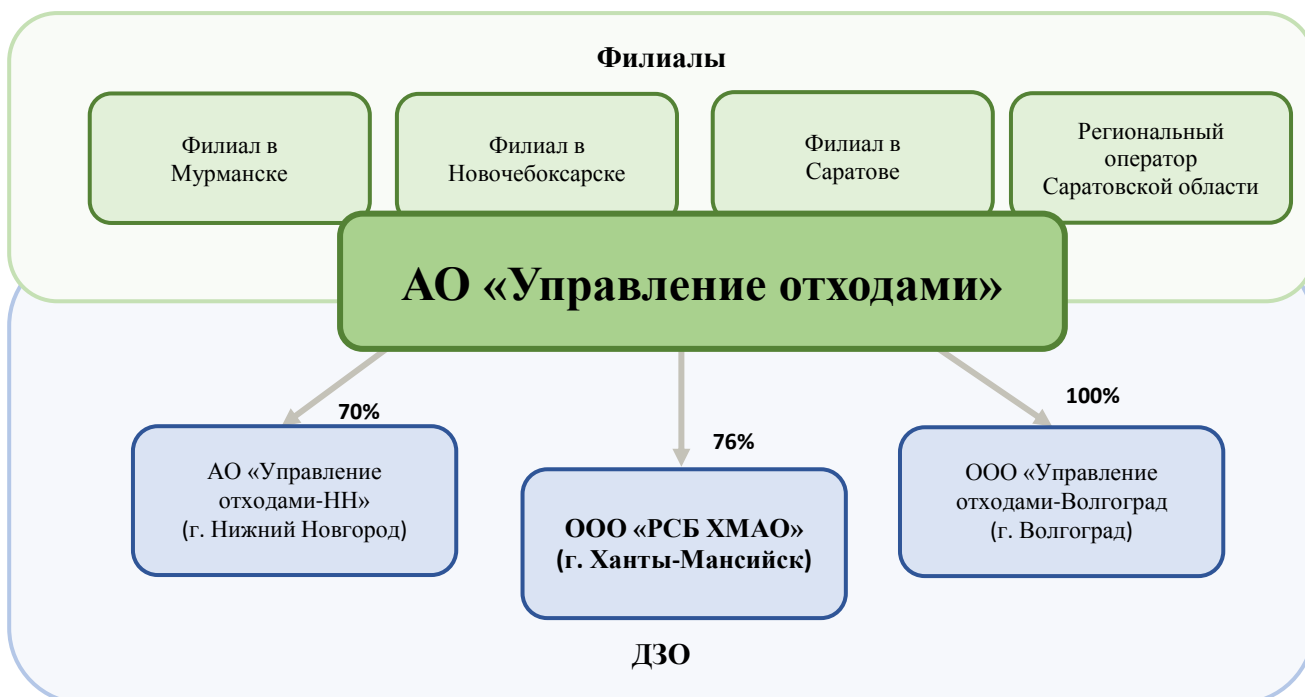 Филиалы
Филиал в
Мурманске
Филиал в
Новочебоксарске
Филиал в
Саратове
Региональный
оператор
Саратовской области
АО «Управление отходами»
70%
76%
100%
АО «Управление
отходами-НН»
(г. Нижний Новгород)
ООО «РСБ ХМАО»
(г. Ханты-Мансийск)
ООО «Управление
отходами-Волгоград
(г. Волгоград)
ДЗО